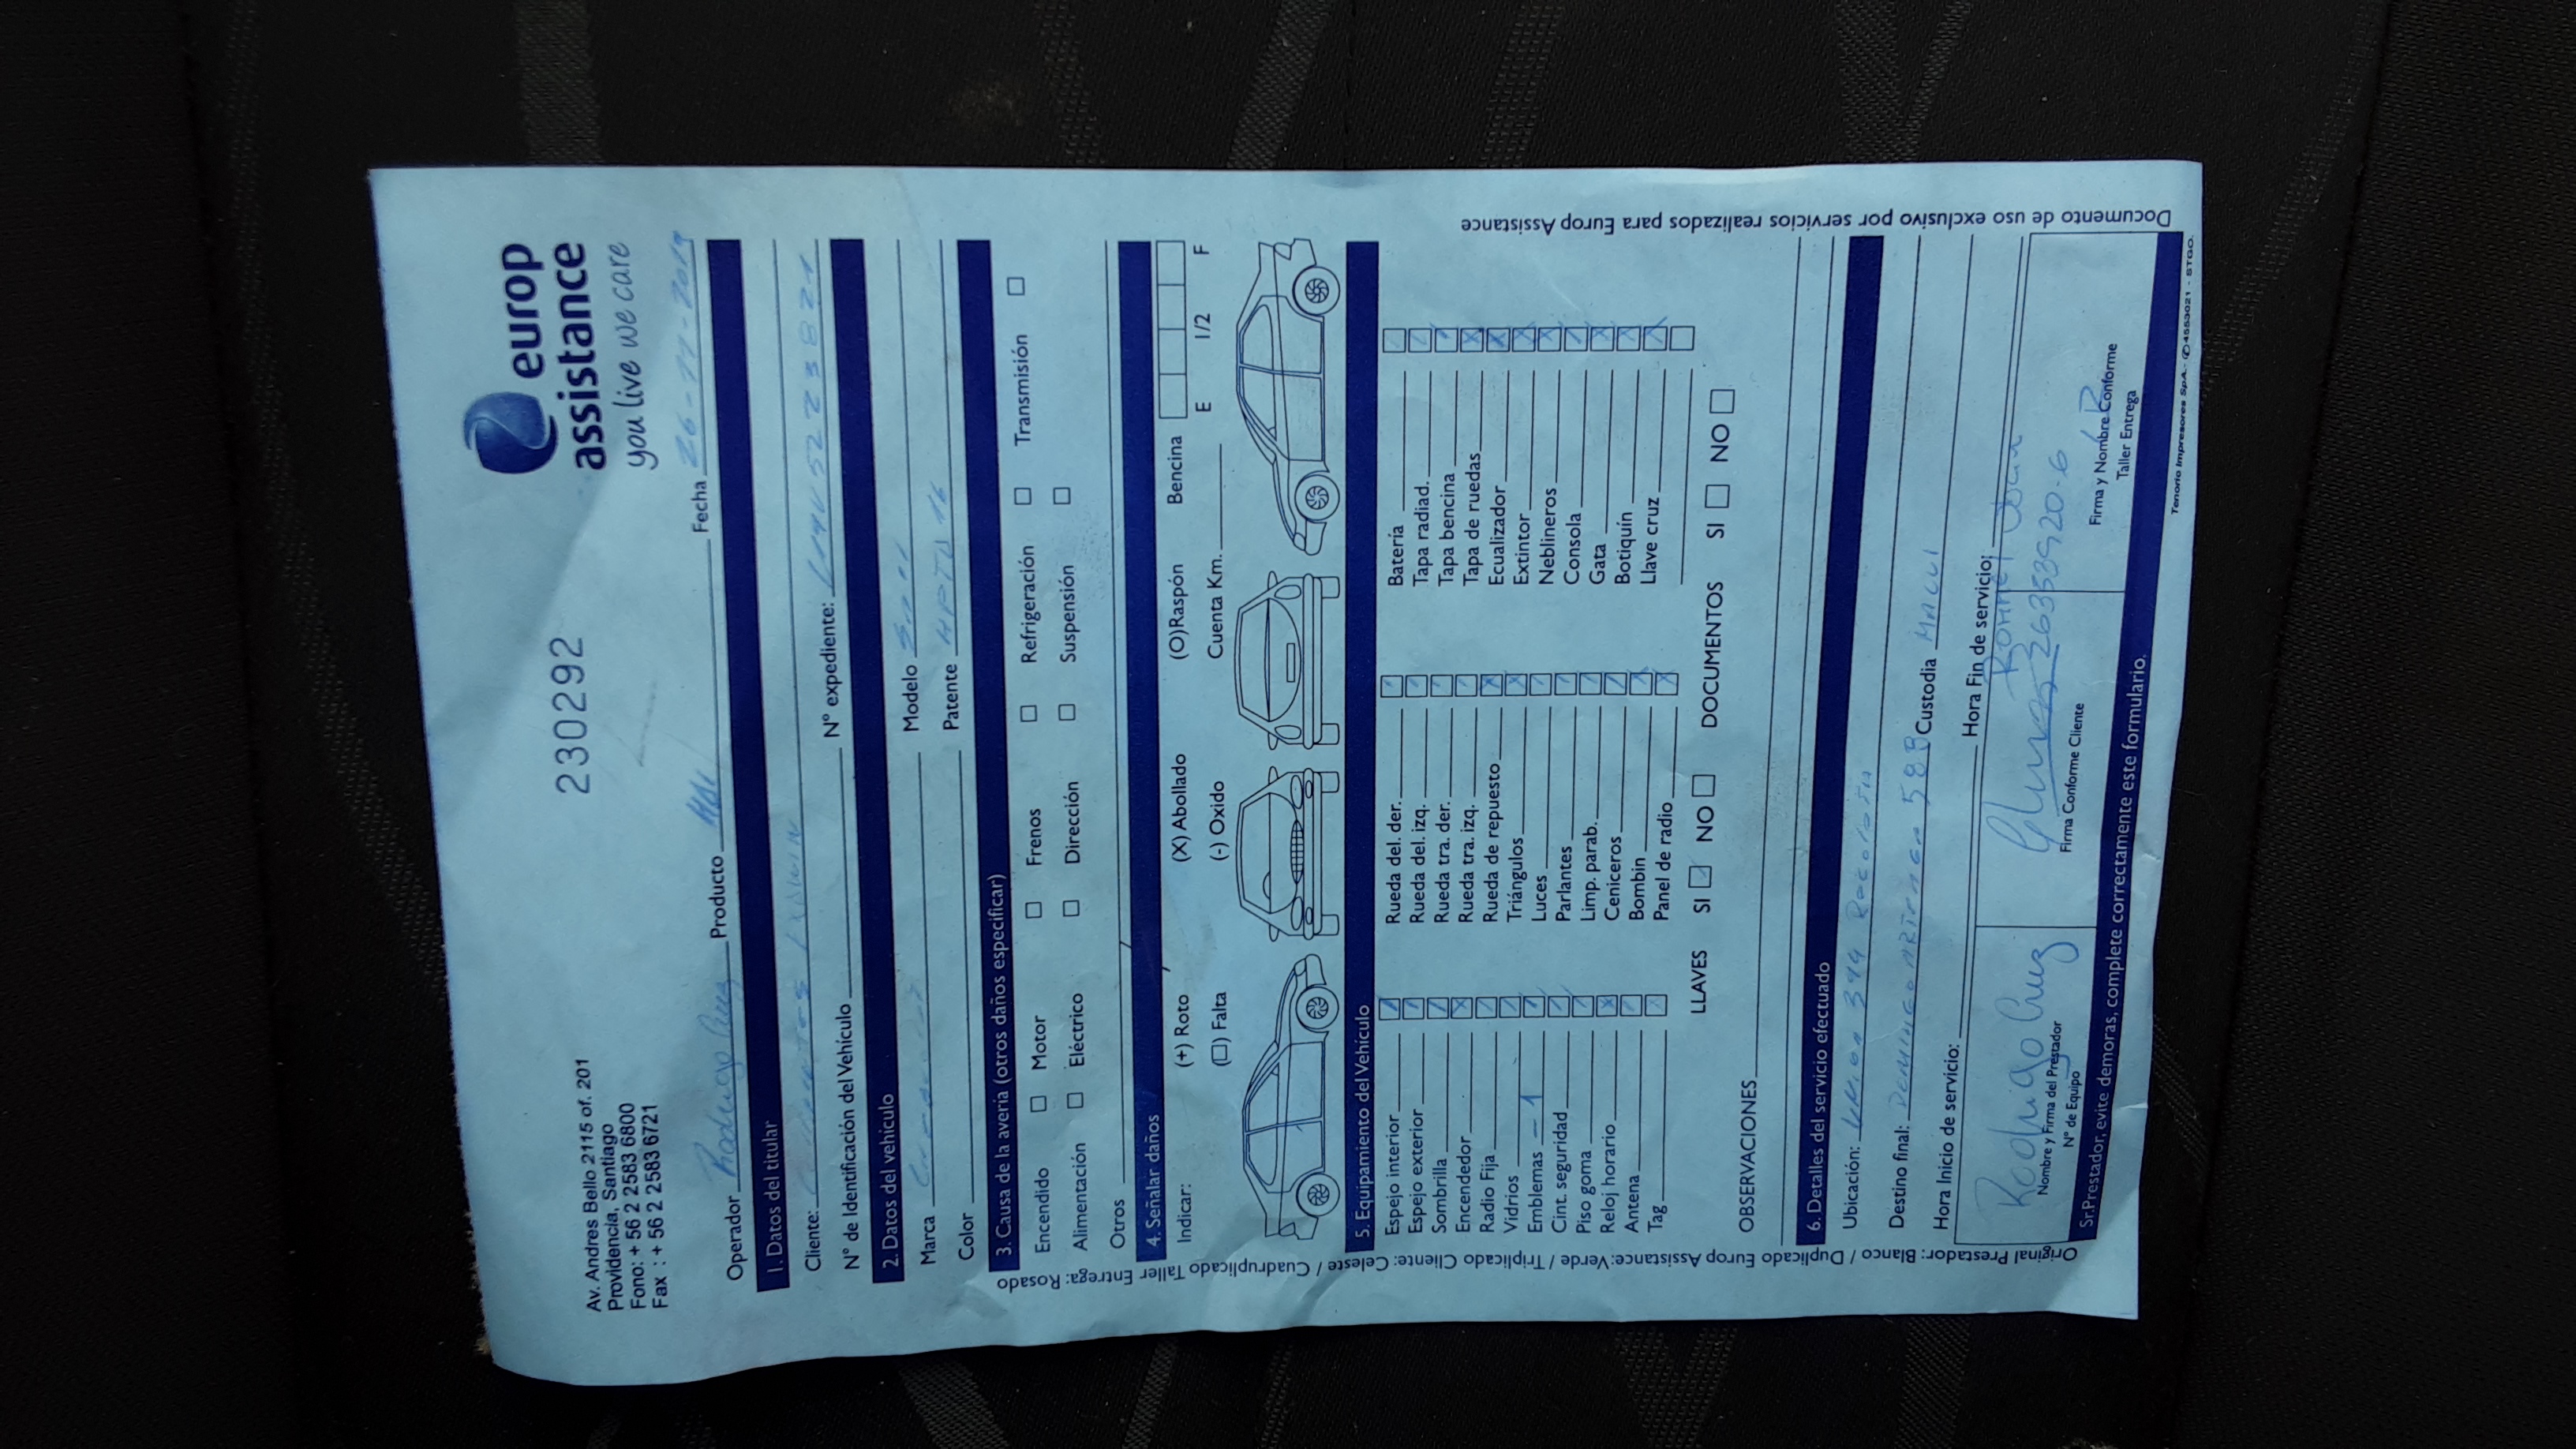 europ
assistance
you live we care
230292
Av. Andres Bello 2115 of. 201
Providencia, Santiago
Fono: + 56 2 2583 6800
Fax : + 56 2 2583 6721
Operador Rodrigo Cruz Producto Fecha 26-11-2019
1. Datos del titular
Cliente:
N° de Identificación del Vehículo N° expediente:
2. Datos del vehículo
Marca Modelo
Color Patente
3. Causa de la avería (otros daños especificar)
Encendido Motor Frenos Refrigeración Transmisión
Alimentación Eléctrico Dirección Suspensión
Otros
4. Señalar daños
Indicar: (+) Roto (X) Abollado (O)Raspón Bencina
(□) Falta (-) Oxido Cuenta Km. E 1/2 F
5. Equipamiento del Vehículo
Espejo interior Rueda del. der. Batería
Espejo exterior Rueda del. izq. Tapa radiad.
Sombrilla Rueda tra. der. Tapa bencina
Encendedor Rueda tra. izq. Tapa de ruedas
Radio Fija Rueda de repuesto Ecualizador
Vidrios Triángulos Extintor
Emblemas - 1 Luces Neblineros
Cint. seguridad Parlantes Consola
Piso goma Limp. parab. Gata
Reloj horario Ceniceros Botiquín
Antena Bombin Llave cruz
Tag Panel de radio
LLAVES SI NO DOCUMENTOS SI NO
OBSERVACIONES
6. Detalles del servicio efectuado
Ubicación:
Destino final: 588 Custodia
Hora Inicio de servicio: Hora Fin de servicio:
Rodrigo Cruz
26358920-6
Nombre y Firma del Prestador
N° de Equipo
Firma Conforme Cliente
Firma y Nombre Conforme
Taller Entrega
Sr.Prestador, evite demoras, complete correctamente este formulario.
Original Prestador: Blanco / Duplicado Europ Assistance:Verde / Triplicado Cliente: Celeste / Cuadruplicado Taller Entrega: Rosado
Documento de uso exclusivo por servicios realizados para Europ Assistance
Tenorio Impresores SpA.